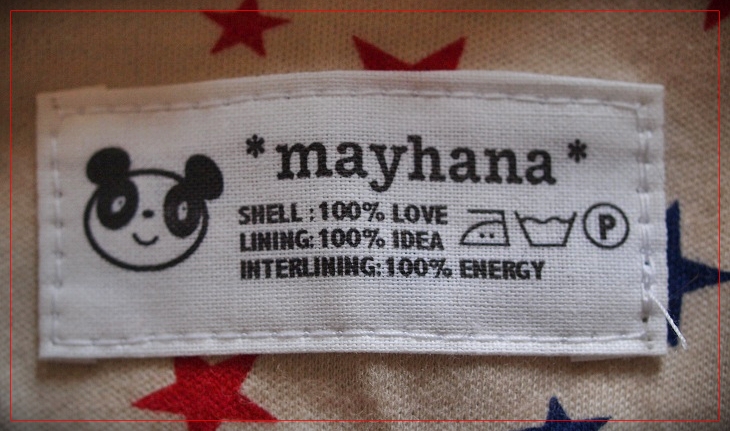 *mayhana*
SHELL : 100% LOVE
LINING: 100% IDEA
INTERLINING: 100% ENERGY
P